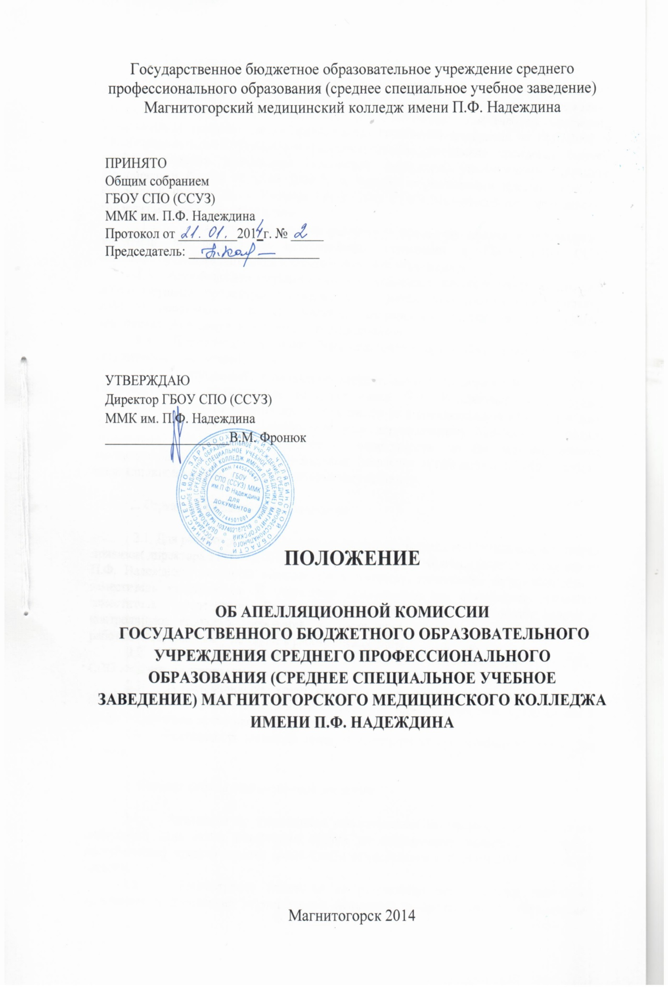 Государственное бюджетное образовательное учреждение среднего
профессионального образования (среднее специальное учебное заведение)
Магнитогорский медицинский колледж имени П.Ф. Надеждина
ПРИНЯТО
Общим собранием
ГБОУ СПО (ССУЗ)
ММК им. П.Ф. Надеждина
Протокол от 21. 01. 2014 г. № 2
Председатель:
УТВЕРЖДАЮ
Директор ГБОУ СПО (ССУЗ)
ММК им. П.Ф. Надеждина
В.М. Фронюк
МИНИСТЕРСТВО ЗДРАВООХРАНЕНИЯ ЧЕЛЯБИНСКОЙ ОБЛАСТИ
ГОСУДАРСТВЕННОЕ БЮДЖЕТНОЕ ОБРАЗОВАТЕЛЬНОЕ УЧРЕЖДЕНИЕ СРЕДНЕГО ПРОФЕССИОНАЛЬНОГО
ОБРАЗОВАНИЯ (СРЕДНЕЕ СПЕЦИАЛЬНОЕ УЧЕБНОЕ ЗАВЕДЕНИЕ) МАГНИТОГОРСКИЙ
МЕДИЦИНСКИЙ КОЛЛЕДЖ ИМЕНИ П Ф НАДЕЖДИНА
ОГРН 1037402187219
ИНН 7445040642
ГБОУ
СПО (ССУЗ) ММК
им П Ф Надеждина
ДЛЯ
ДОКУМЕНТОВ
КПП 744501001
ПОЛОЖЕНИЕ
ОБ АПЕЛЛЯЦИОННОЙ КОМИССИИ
ГОСУДАРСТВЕННОГО БЮДЖЕТНОГО ОБРАЗОВАТЕЛЬНОГО
УЧРЕЖДЕНИЯ СРЕДНЕГО ПРОФЕССИОНАЛЬНОГО
ОБРАЗОВАНИЯ (СРЕДНЕЕ СПЕЦИАЛЬНОЕ УЧЕБНОЕ
ЗАВЕДЕНИЕ) МАГНИТОГОРСКОГО МЕДИЦИНСКОГО КОЛЛЕДЖА
ИМЕНИ П.Ф. НАДЕЖДИНА
Магнитогорск 2014